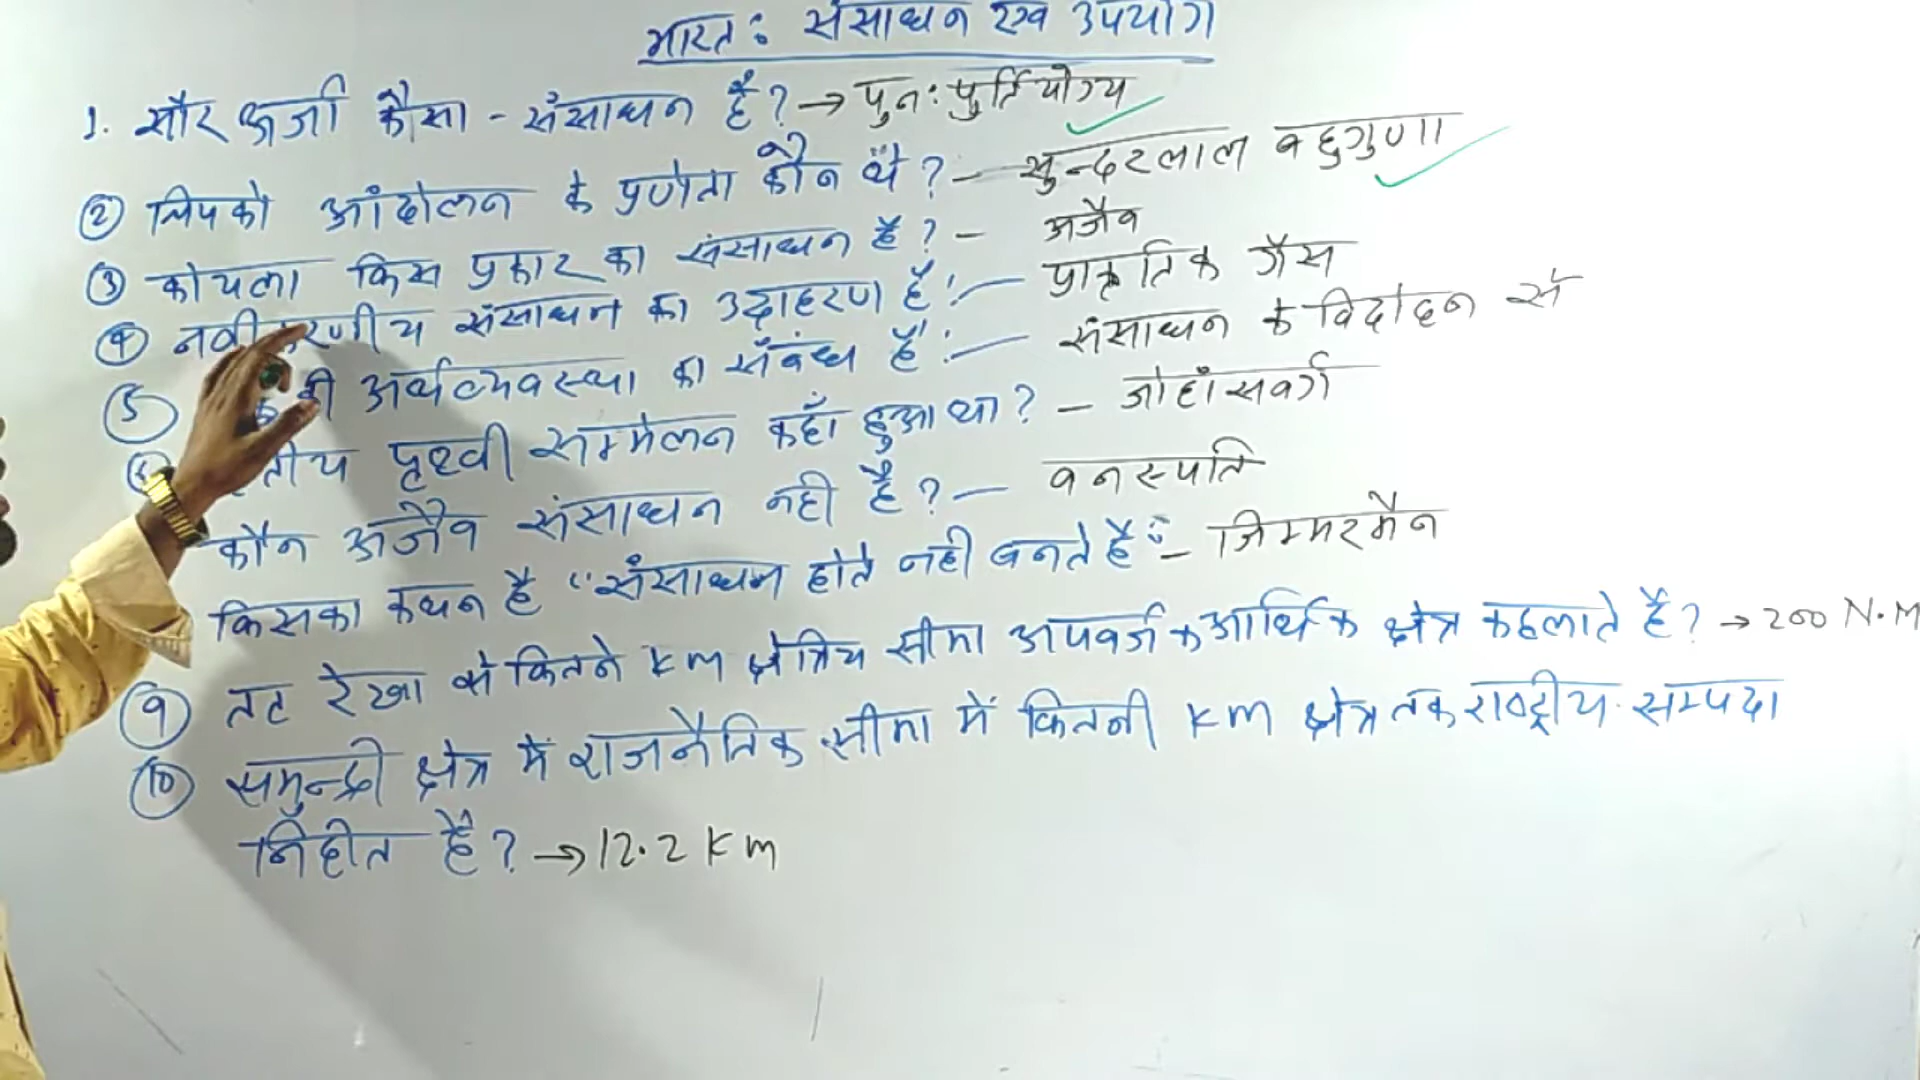 भारत: संसाधन एवं उपयोग
1. सौर ऊर्जा कैसा - संसाधन है? → पुन: पुर्तियोग्य
② चिपको आंदोलन के प्रणेता कौन थे? - सुन्दरलाल बहुगुणा
③ कोयला किस प्रकार का संसाधन है? - अजैव
④ नवीकरणीय संसाधन का उदाहरण है:- प्राकृतिक गैस
⑤ की अर्थव्यवस्था का संबंध है:- संसाधन के विदोहन से
⑥ तीय पृथ्वी सम्मेलन कहाँ हुआ था? - जोहांसवर्ग
कौन अजैव संसाधन नही है? - वनस्पति
किसका कथन है "संसाधन होते नही बनते है:- जिम्मरमैन
⑨ तट रेखा से कितने km क्षेत्रिय सीमा अपवर्जक आर्थिक क्षेत्र कहलाते है? → 200 N.M
⑩ समुन्द्री क्षेत्र में राजनैतिक सीमा में कितनी km क्षेत्र तक राष्ट्रीय सम्पदा
निहीत है? → 12.2 km